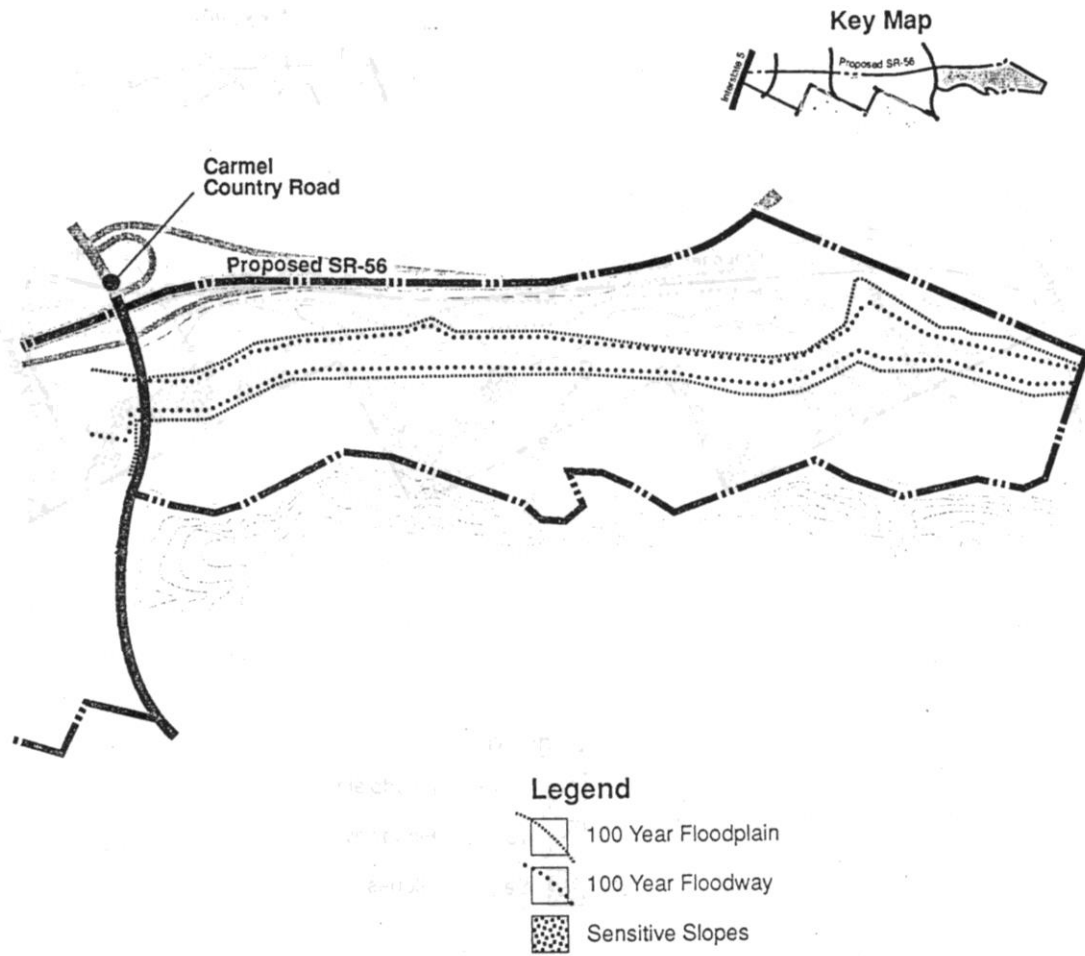 Key Map
Proposed SR-56
Interstate 5
Carmel
Country Road
Proposed SR-56
Legend
100 Year Floodplain
100 Year Floodway
Sensitive Slopes